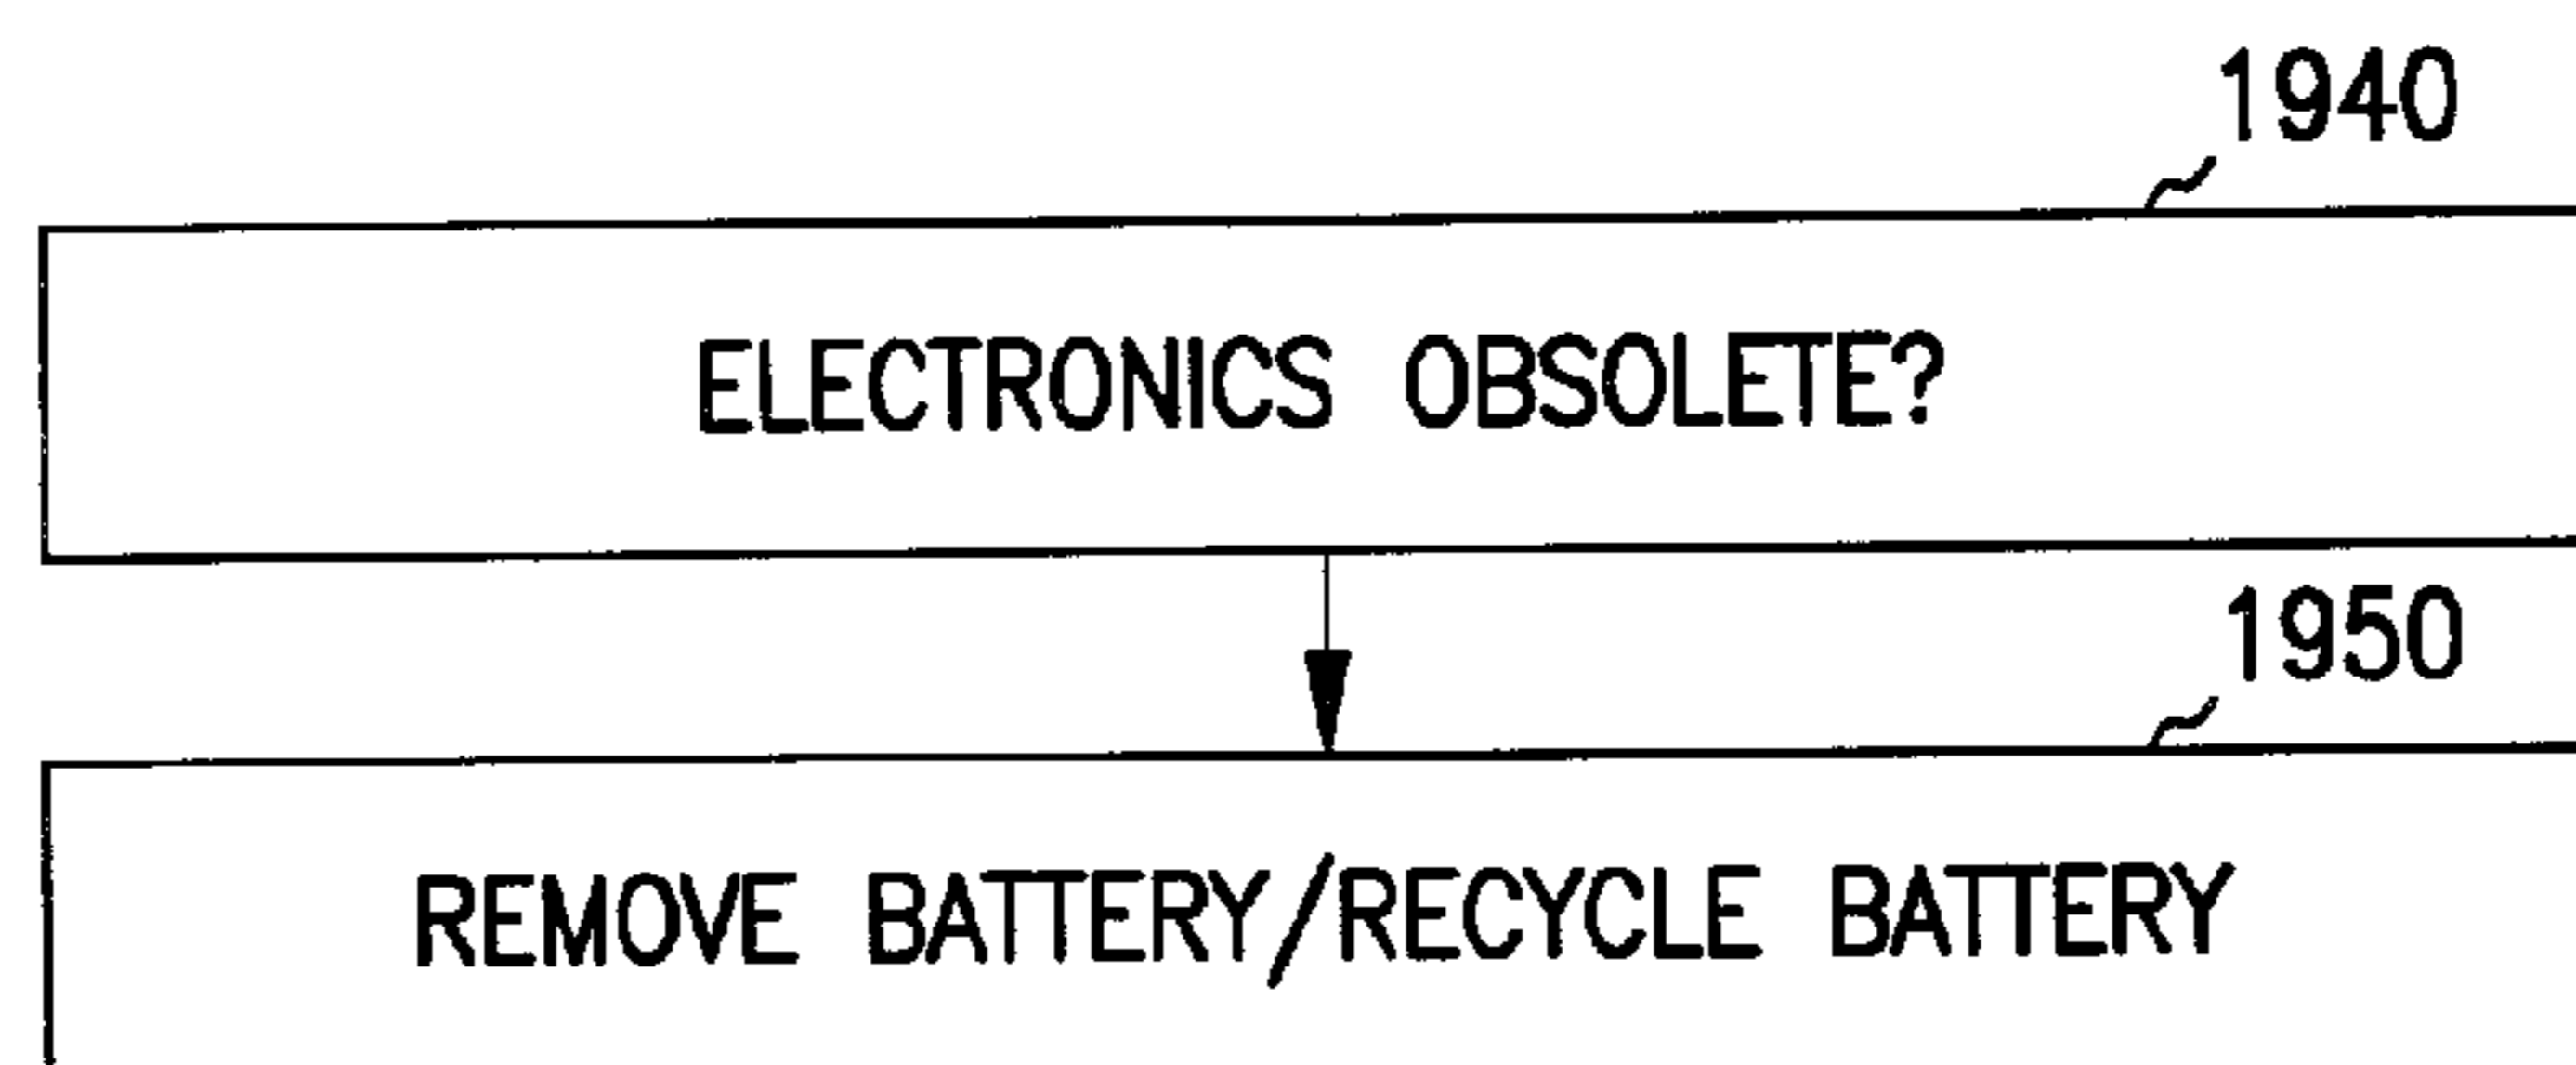 1940
ELECTRONICS OBSOLETE?
1950
REMOVE BATTERY/RECYCLE BATTERY